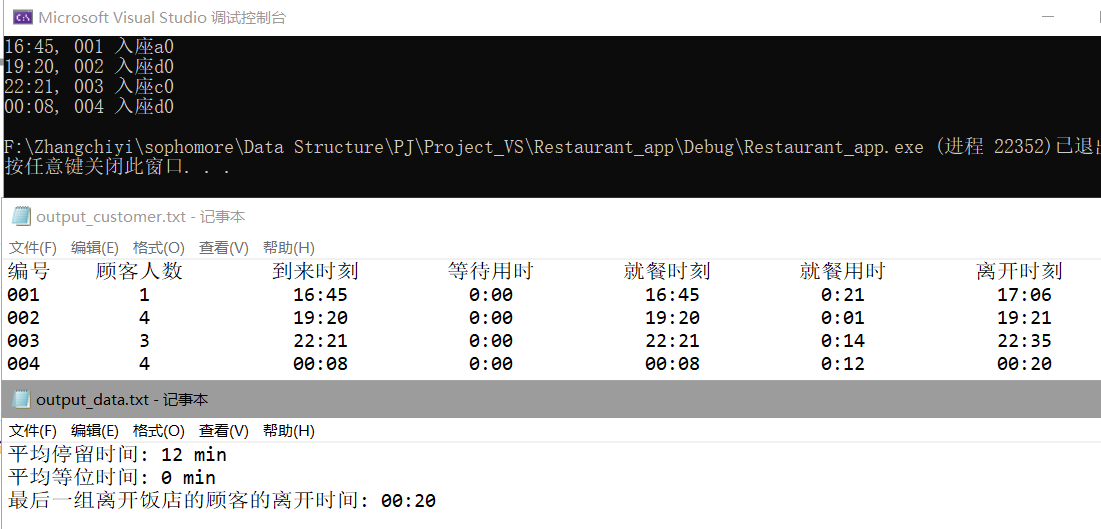 Microsoft Visual Studio 调试控制台
16:45, 001 入座a0
19:20, 002 入座d0
22:21, 003 入座c0
00:08, 004 入座d0
F:\Zhangchiyi\sophomore\Data Structure\PJ\Project_VS\Restaurant_app\Debug\Restaurant_app.exe (进程 22352)已退出
按任意键关闭此窗口. . .
output_customer.txt - 记事本
文件(F) 编辑(E) 格式(O) 查看(V) 帮助(H)
编号 顾客人数 到来时刻 等待用时 就餐时刻 就餐用时 离开时刻
001 1 16:45 0:00 16:45 0:21 17:06
002 4 19:20 0:00 19:20 0:01 19:21
003 3 22:21 0:00 22:21 0:14 22:35
004 4 00:08 0:00 00:08 0:12 00:20
output_data.txt - 记事本
文件(F) 编辑(E) 格式(O) 查看(V) 帮助(H)
平均停留时间: 12 min
平均等位时间: 0 min
最后一组离开饭店的顾客的离开时间: 00:20